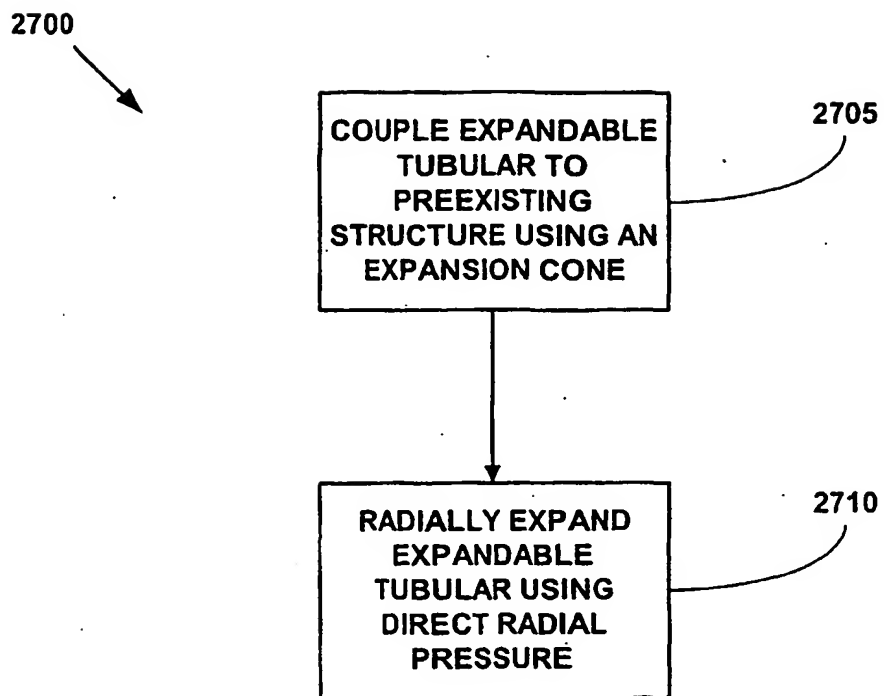 2700
COUPLE EXPANDABLE
TUBULAR TO
PREEXISTING
STRUCTURE USING AN
EXPANSION CONE
2705
RADIALLY EXPAND
EXPANDABLE
TUBULAR USING
DIRECT RADIAL
PRESSURE
2710